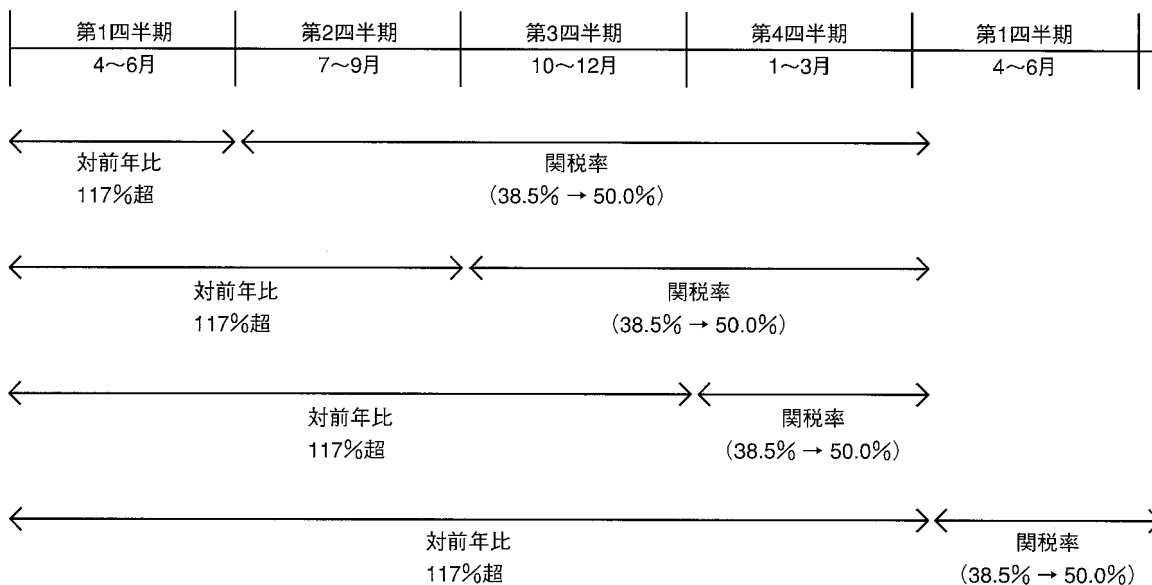 第1四半期 第2四半期 第3四半期 第4四半期 第1四半期
4～6月 7～9月 10～12月 1～3月 4～6月
対前年比 関税率
117％超 （38.5％ → 50.0％）
対前年比 関税率
117％超 （38.5％ → 50.0％）
対前年比 関税率
117％超 （38.5％ → 50.0％）
対前年比 関税率
117％超 （38.5％ → 50.0％）